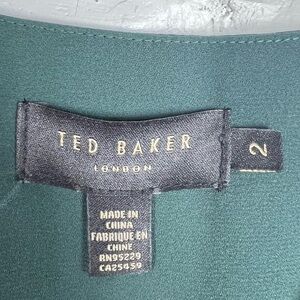 TED BAKER
LONDON
2
MADE IN
CHINA
FABRIQUE EN
CHINE
RN95229
CA25439